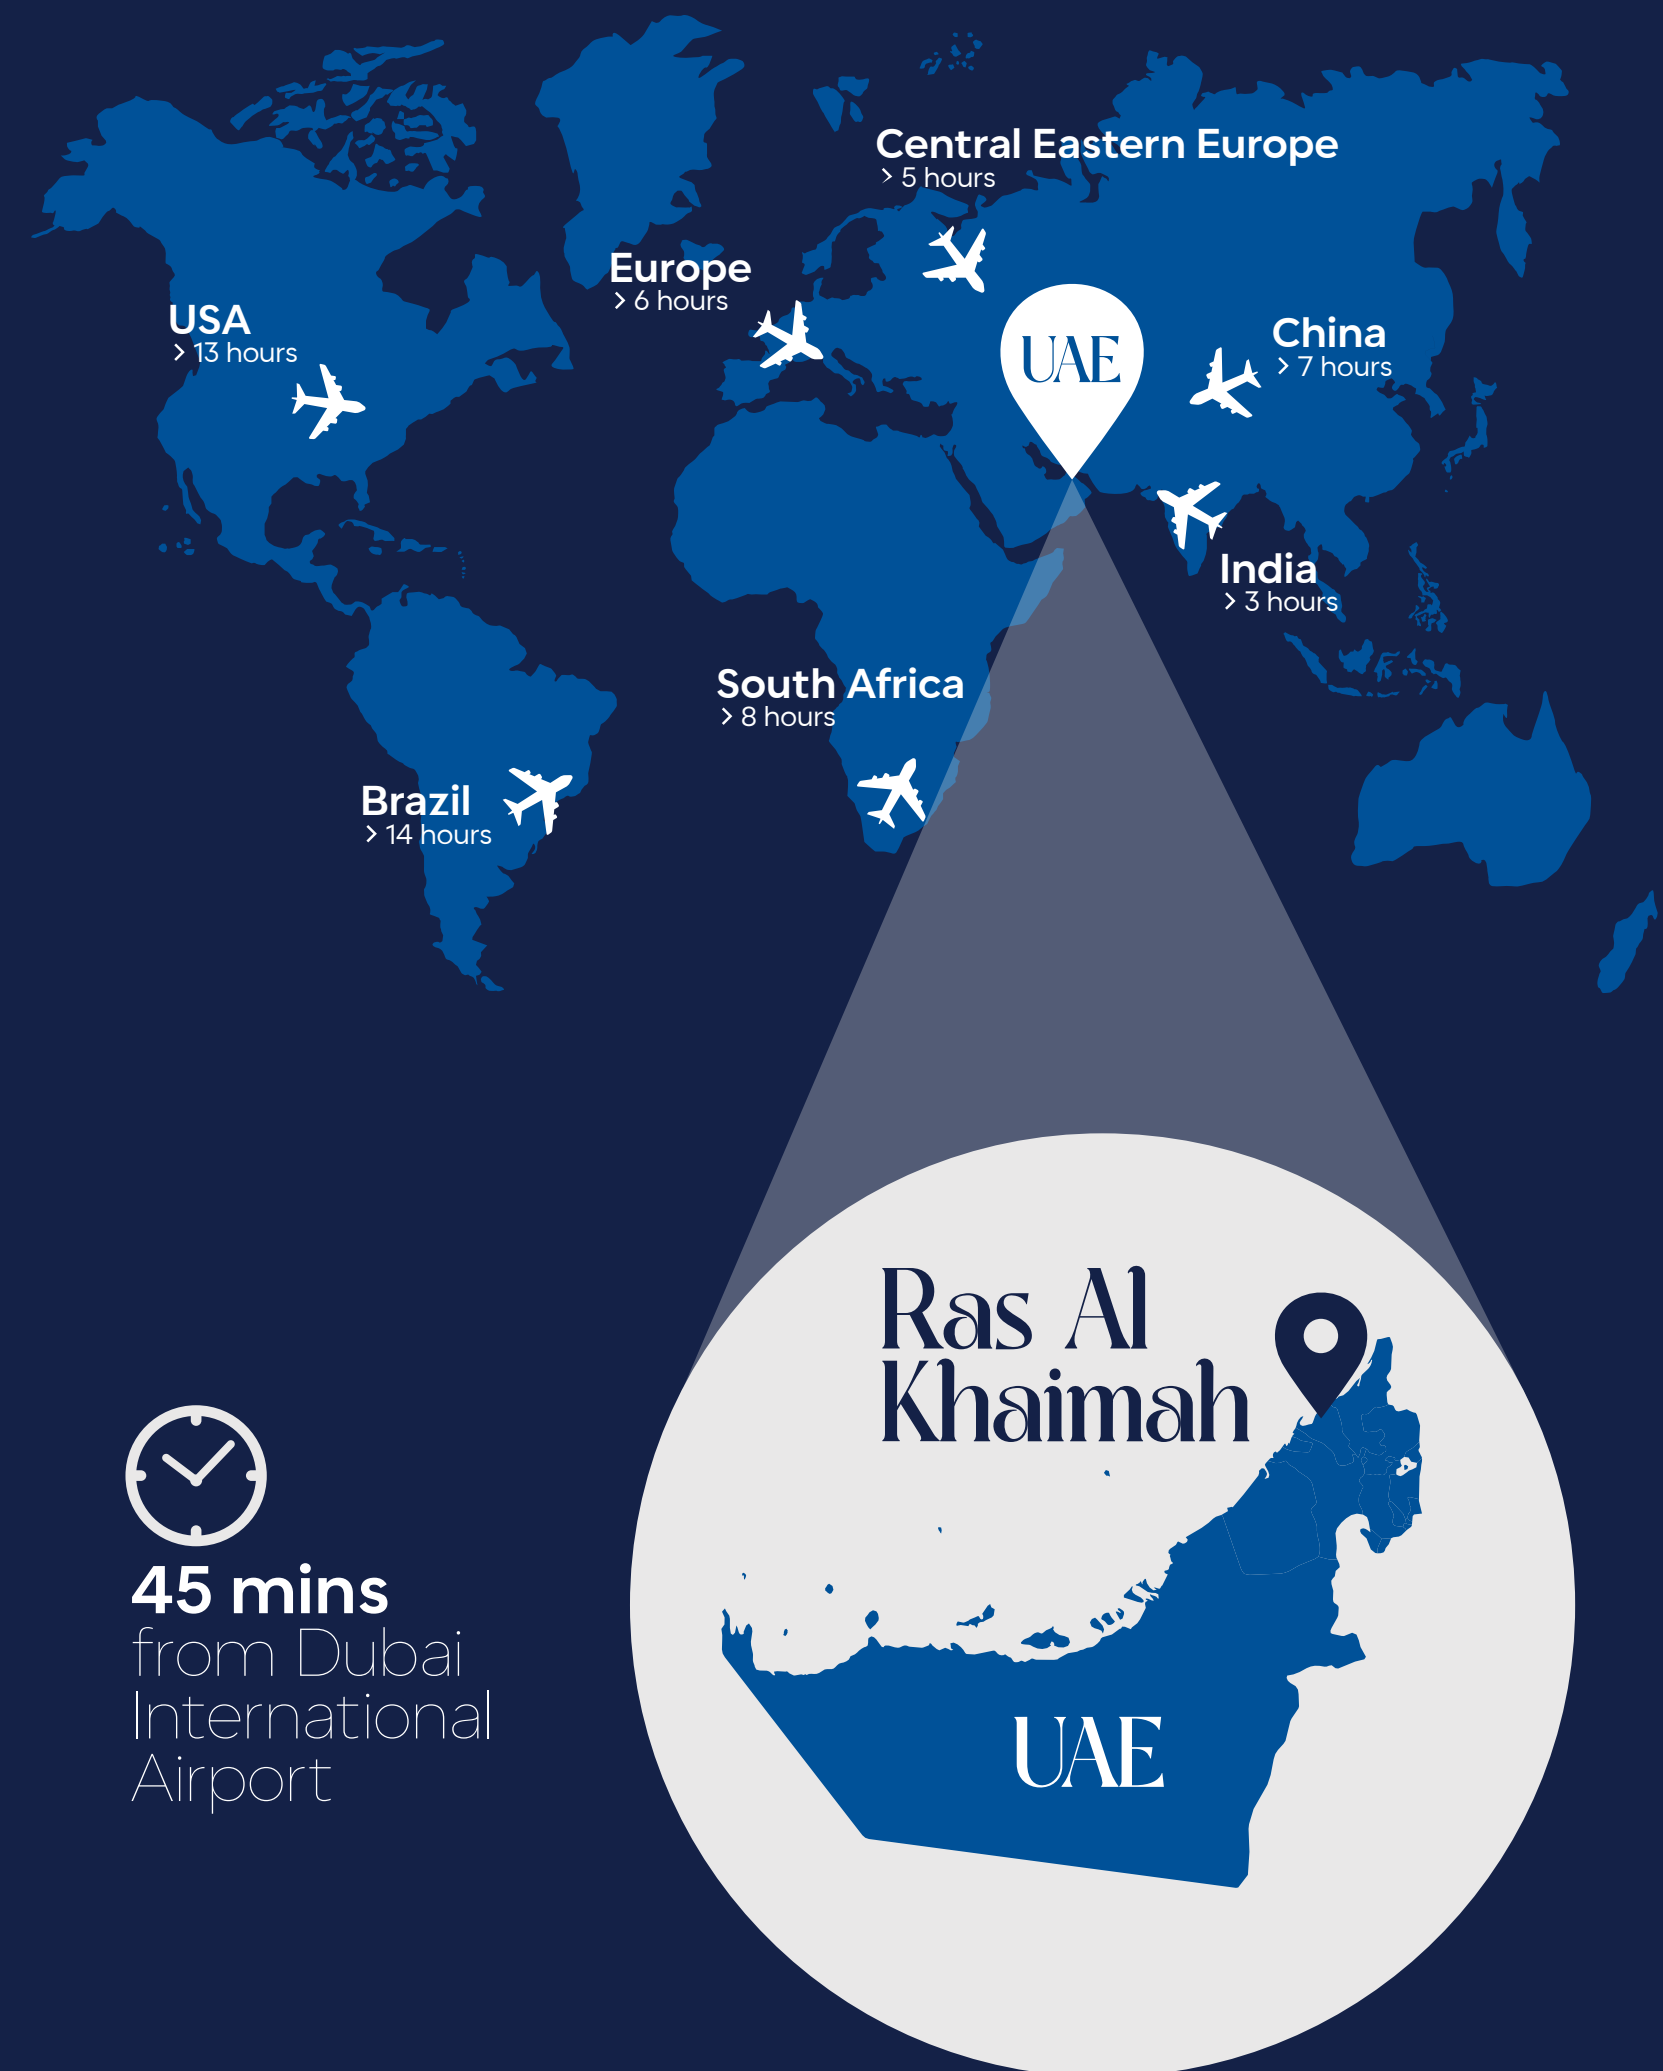 Central Eastern Europe
> 5 hours
Europe
> 6 hours
USA
> 13 hours
UAE
China
> 7 hours
India
> 3 hours
South Africa
> 8 hours
Brazil
> 14 hours
Ras Al
Khaimah
45 mins
from Dubai
International
Airport
UAE